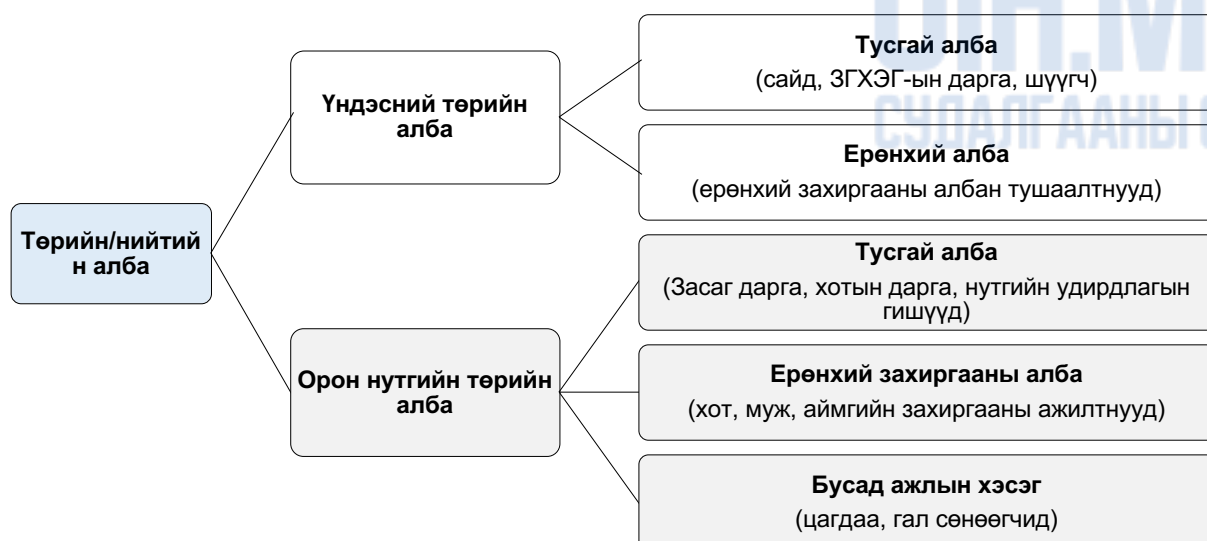 Тусгай алба
(сайд, ЗГХЭГ-ын дарга, шүүгч)
Үндэсний төрийн
алба
Ерөнхий алба
(ерөнхий захиргааны албан тушаалтнууд)
Төрийн/нийтий
н алба
Тусгай алба
(Засаг дарга, хотын дарга, нутгийн удирдлагын
гишүүд)
Орон нутгийн төрийн
алба
Ерөнхий захиргааны алба
(хот, муж, аймгийн захиргааны ажилтнууд)
Бусад ажлын хэсэг
(цагдаа, гал сөнөөгчид)
СУДАЛГААНЫ